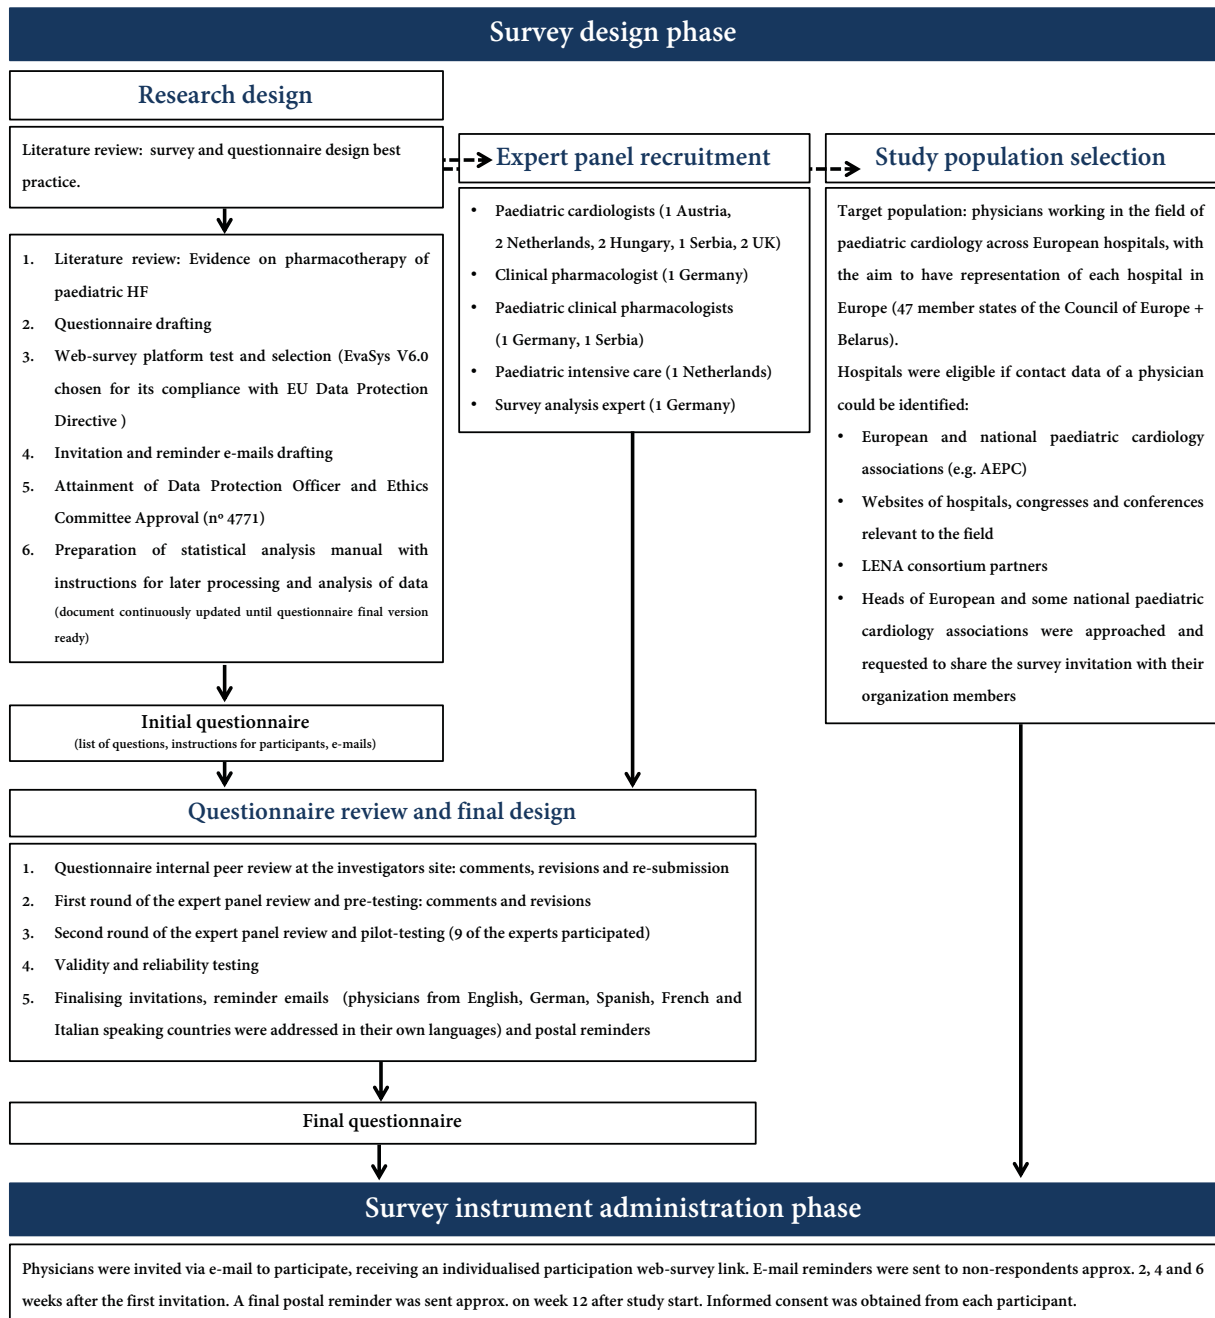 Survey design phase
Research design
Literature review: survey and questionnaire design best
practice.
1. Literature review: Evidence on pharmacotherapy of
paediatric HF
2. Questionnaire drafting
3. Web-survey platform test and selection (EvaSys V6.0
chosen for its compliance with EU Data Protection
Directive )
4. Invitation and reminder e-mails drafting
5. Attainment of Data Protection Officer and Ethics
Committee Approval (nº 4771)
6. Preparation of statistical analysis manual with
instructions for later processing and analysis of data
(document continuously updated until questionnaire final version
ready)
Initial questionnaire
(list of questions, instructions for participants, e-mails)
Expert panel recruitment
• Paediatric cardiologists (1 Austria,
2 Netherlands, 2 Hungary, 1 Serbia, 2 UK)
• Clinical pharmacologist (1 Germany)
• Paediatric clinical pharmacologists
(1 Germany, 1 Serbia)
• Paediatric intensive care (1 Netherlands)
• Survey analysis expert (1 Germany)
Study population selection
Target population: physicians working in the field of
paediatric cardiology across European hospitals, with
the aim to have representation of each hospital in
Europe (47 member states of the Council of Europe +
Belarus).
Hospitals were eligible if contact data of a physician
could be identified:
• European and national paediatric cardiology
associations (e.g. AEPC)
• Websites of hospitals, congresses and conferences
relevant to the field
• LENA consortium partners
• Heads of European and some national paediatric
cardiology associations were approached and
requested to share the survey invitation with their
organization members
Questionnaire review and final design
1. Questionnaire internal peer review at the investigators site: comments, revisions and re-submission
2. First round of the expert panel review and pre-testing: comments and revisions
3. Second round of the expert panel review and pilot-testing (9 of the experts participated)
4. Validity and reliability testing
5. Finalising invitations, reminder emails (physicians from English, German, Spanish, French and
Italian speaking countries were addressed in their own languages) and postal reminders
Final questionnaire
Survey instrument administration phase
Physicians were invited via e-mail to participate, receiving an individualised participation web-survey link. E-mail reminders were sent to non-respondents approx. 2, 4 and 6
weeks after the first invitation. A final postal reminder was sent approx. on week 12 after study start. Informed consent was obtained from each participant.